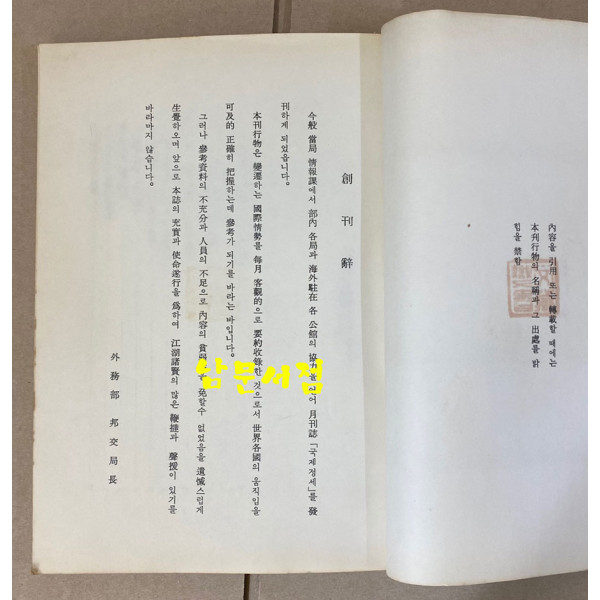 內容을 引用 또는 轉載할 때에는
本刊行物의 名稱과 그 出處를 밝
힘을 禁함
創刊辭
今般 當局 情報課에서 部內 各局과 海外駐在 各 公館의 協力을 얻어 月刊誌「국제정세」를 發
刊하게 되었읍니다。
本刊行物은 變遷하는 國際情勢를 每月 客觀的으로 要約收錄한 것으로서 世界各國의 움직임을
可及的 正確히 把握하는데 參考가 되기를 바라는 바입니다。
그러나 參考資料의 不充分과 人員의 不足으로 內容의 免할수 없었음을 遺憾스럽게
生覺하오며 앞으로 本誌의 充實과 使命遂行을 爲하여 江湖諸賢의 많은 鞭撻과 聲援이 있기를
바라마지 않습니다。
外務部 邦交局長
남문서점